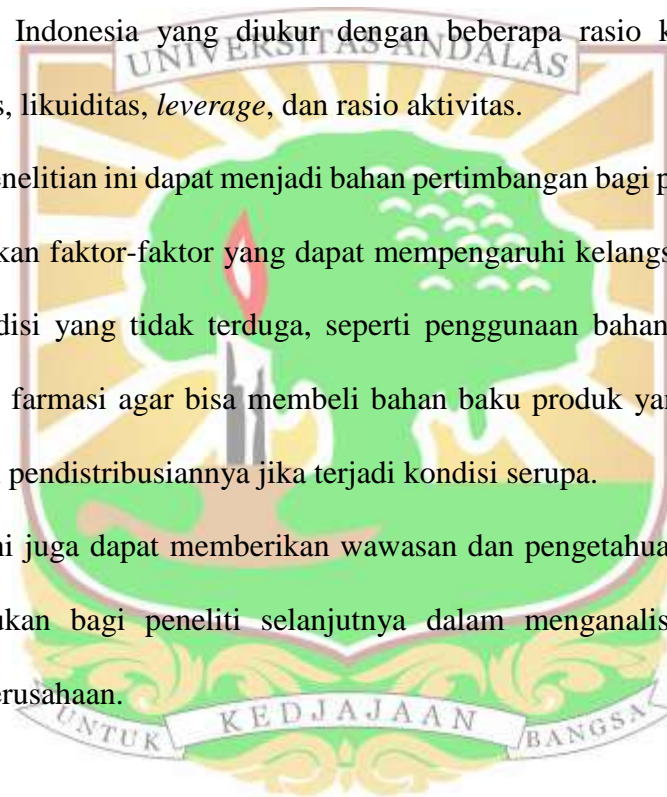 Indonesia yang diukur dengan beberapa rasio k
UNIVERSITAS ANDALAS
s, likuiditas, leverage, dan rasio aktivitas.
enelitian ini dapat menjadi bahan pertimbangan bagi p
kan faktor-faktor yang dapat mempengaruhi kelangs
disi yang tidak terduga, seperti penggunaan bahan
farmasi agar bisa membeli bahan baku produk yan
pendistribusiannya jika terjadi kondisi serupa.
ni juga dapat memberikan wawasan dan pengetahua
ukan bagi peneliti selanjutnya dalam menganalis
erusahaan.
UNTUK KEDJAJAAN BANGSA